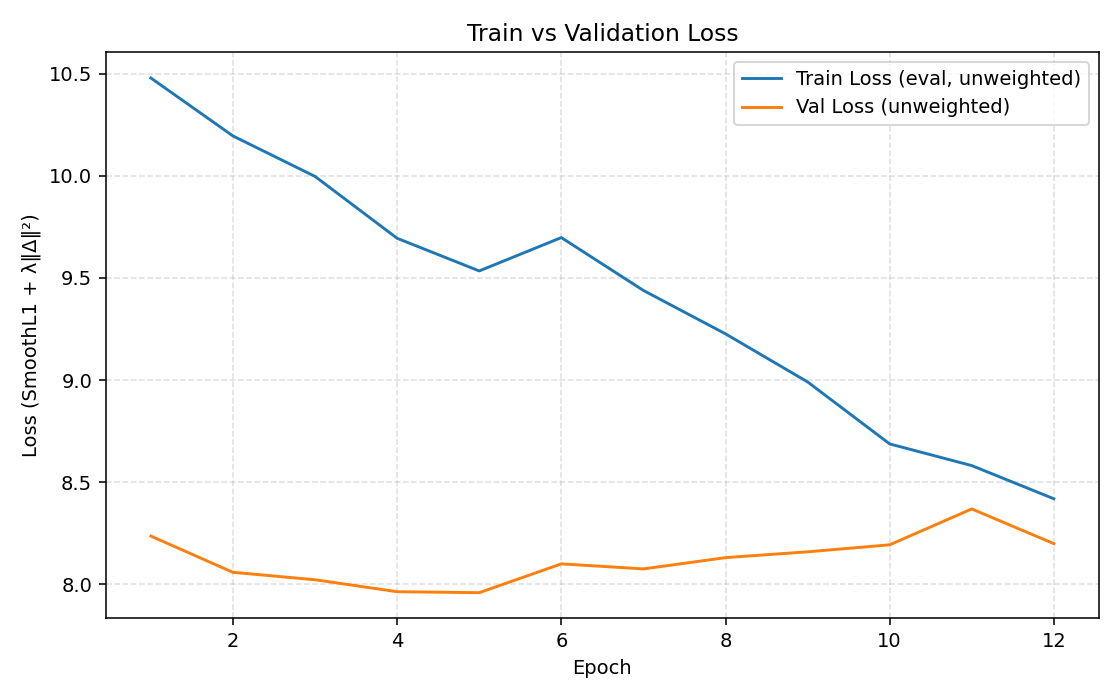 Train vs Validation Loss
Train Loss (eval, unweighted)
Val Loss (unweighted)
Loss (SmoothL1 + λ‖Δ‖²)
10.5
10.0
9.5
9.0
8.5
8.0
2
4
6
8
10
12
Epoch